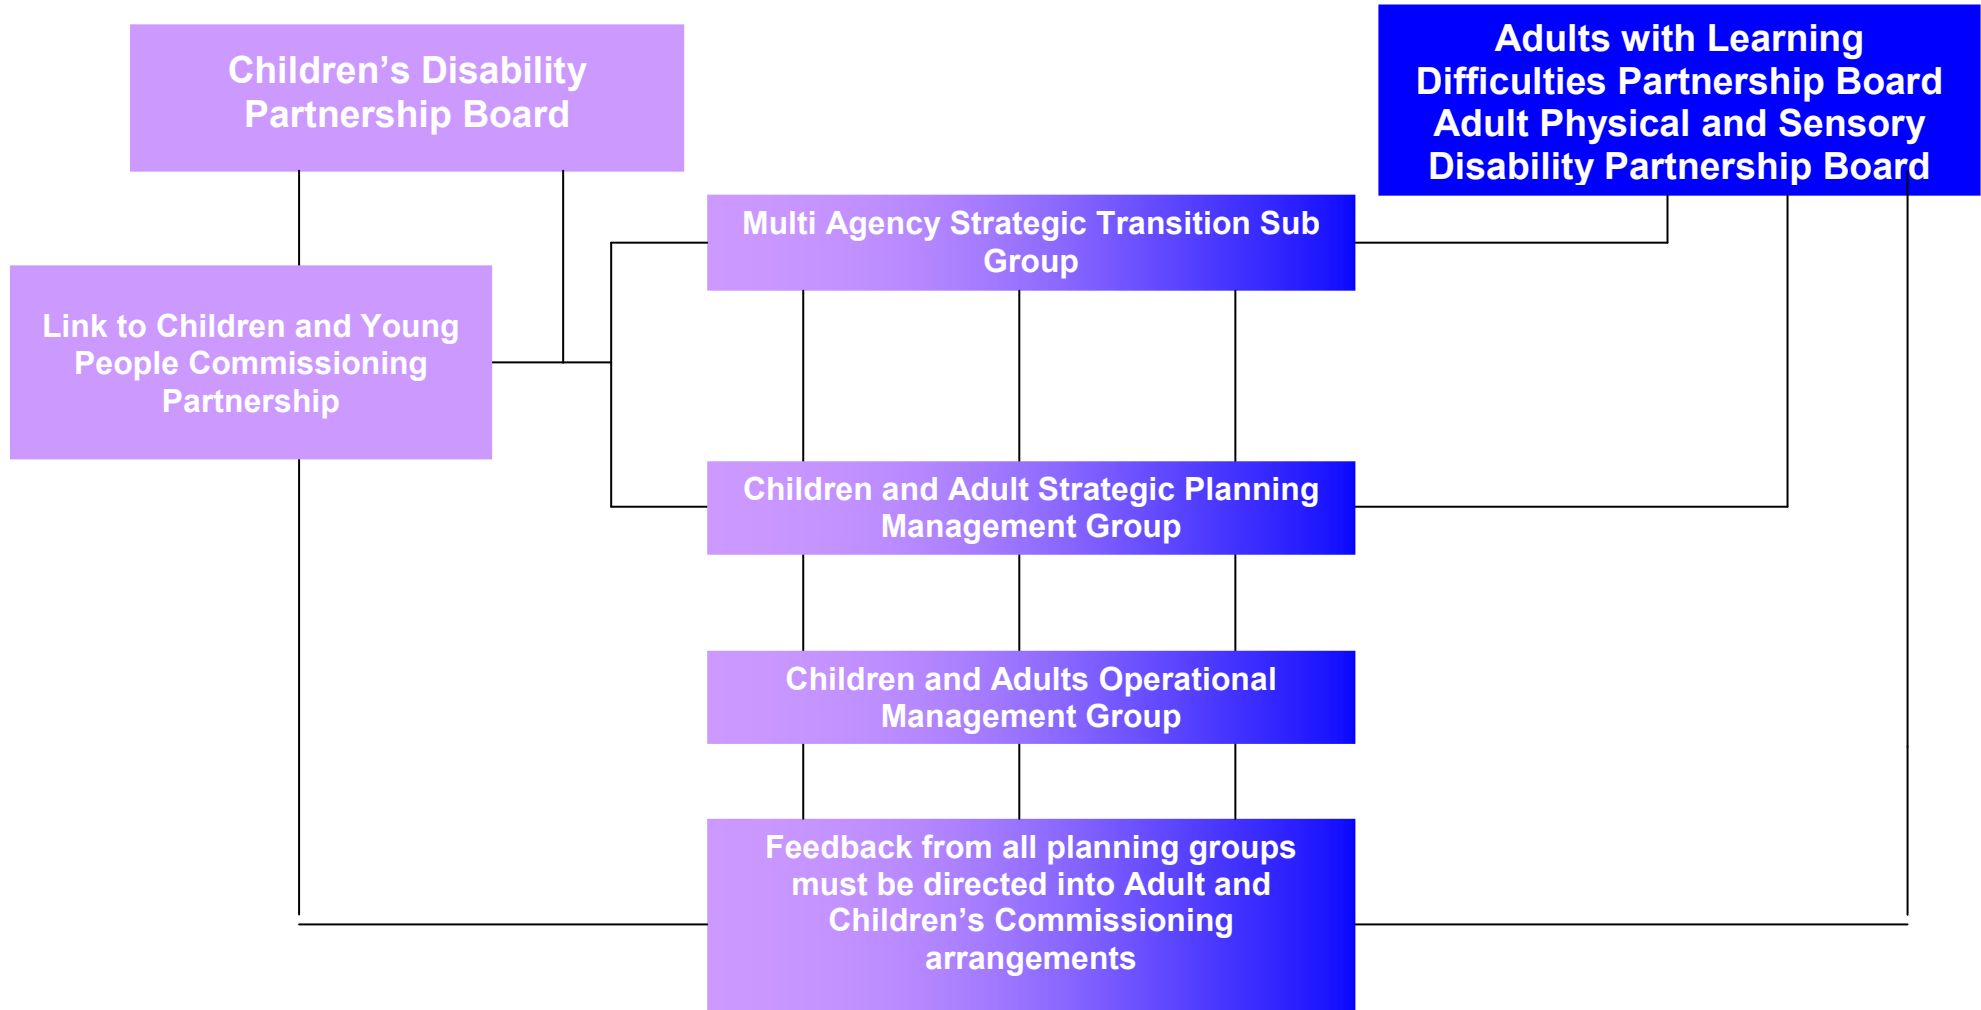 Children’s Disability
Partnership Board
Adults with Learning
Difficulties Partnership Board
Adult Physical and Sensory
Disability Partnership Board
Multi Agency Strategic Transition Sub
Group
Link to Children and Young
People Commissioning
Partnership
Children and Adult Strategic Planning
Management Group
Children and Adults Operational
Management Group
Feedback from all planning groups
must be directed into Adult and
Children’s Commissioning
arrangements